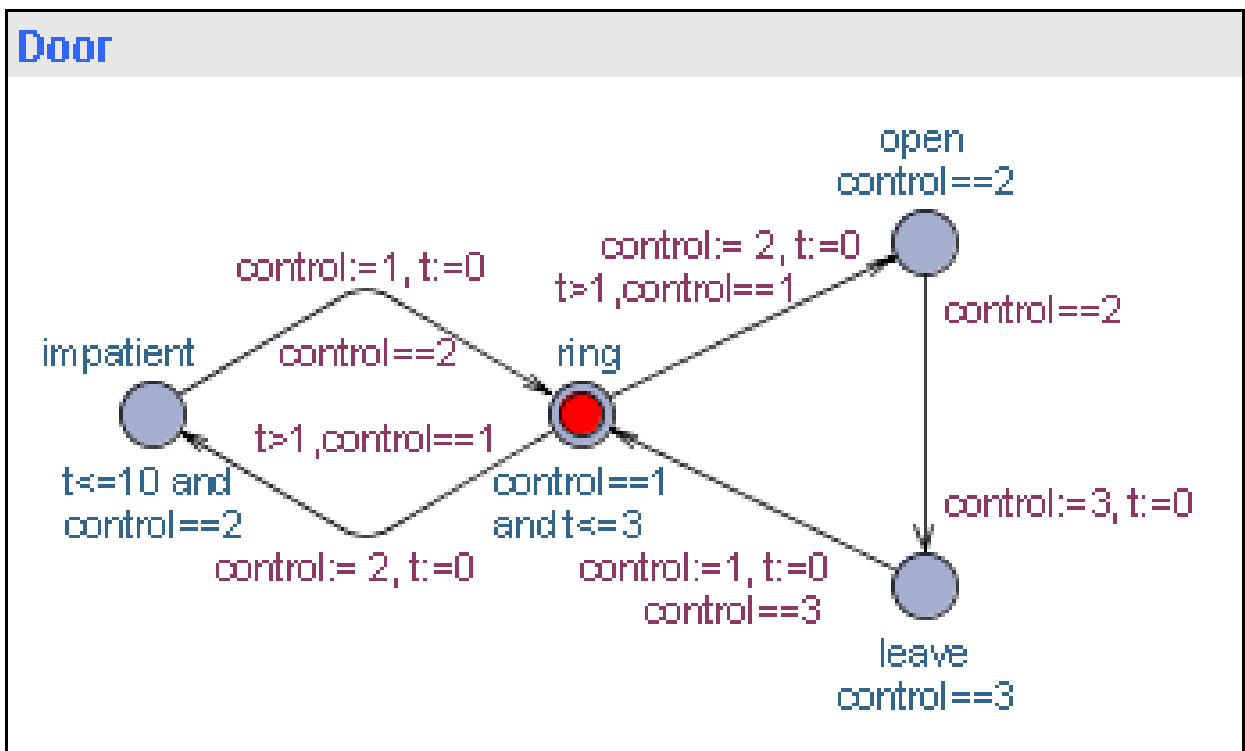 Door
open
control==2
control:= 2, t:=0
t>1 ,control==1
control:=1, t:=0
control==2
control==2
impatient
ring
t>1 ,control==1
t<=10 and
control==2
control==1
and t<=3
control:=3, t:=0
control:= 2, t:=0
control:=1, t:=0
control==3
leave
control==3